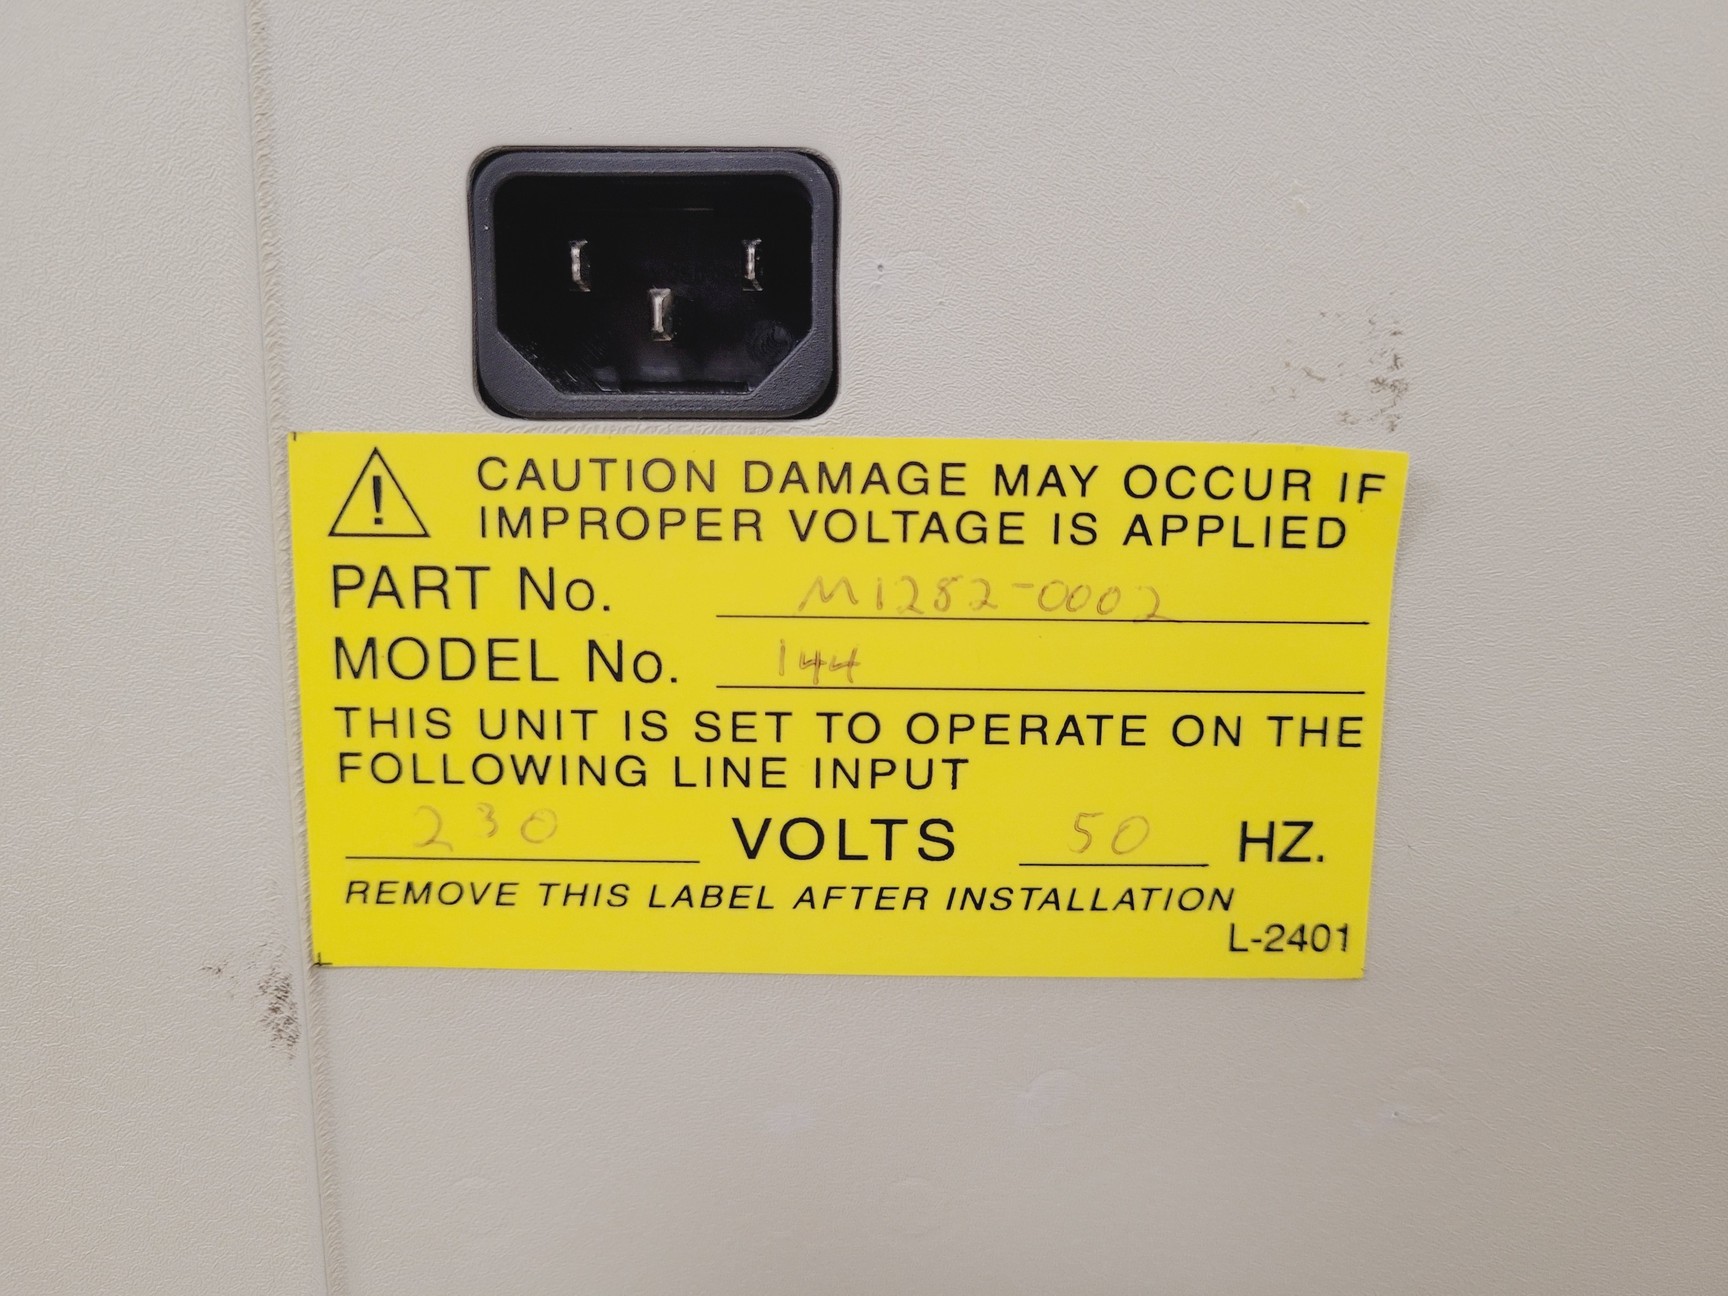 CAUTION DAMAGE MAY OCCUR IF
IMPROPER VOLTAGE IS APPLIED
PART No. M1282-0002
MODEL No. 144
THIS UNIT IS SET TO OPERATE ON THE
FOLLOWING LINE INPUT
230 VOLTS 50 HZ.
REMOVE THIS LABEL AFTER INSTALLATION
L-2401